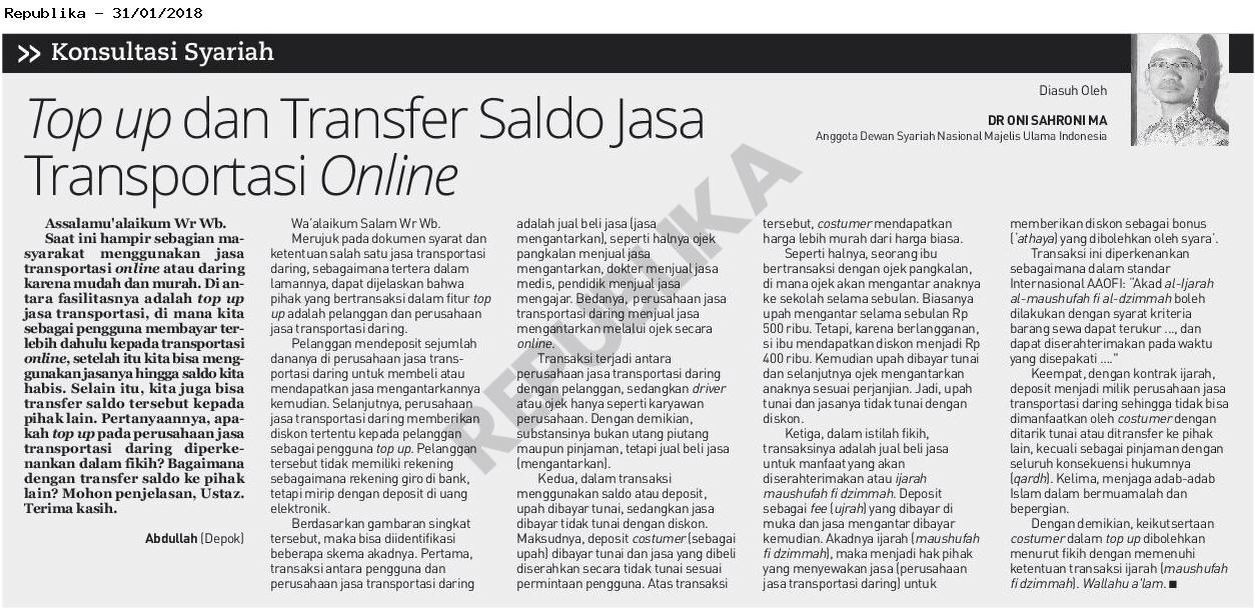 Republika – 31/01/2018
>> Konsultasi Syariah
Top up dan Transfer Saldo Jasa
Transportasi Online
Diasuh Oleh
DR ONI SAHRONI MA
Anggota Dewan Syariah Nasional Majelis Ulama Indonesia
Assalamu'alaikum Wr Wb.
Saat ini hampir sebagian ma-
syarakat menggunakan jasa
transportasi online atau daring
karena mudah dan murah. Di an-
tara fasilitasnya adalah top up
jasa transportasi, di mana kita
sebagai pengguna membayar ter-
lebih dahulu kepada transportasi
online, setelah itu kita bisa meng-
gunakan jasanya hingga saldo kita
habis. Selain itu, kita juga bisa
transfer saldo tersebut kepada
pihak lain. Pertanyaannya, apa-
kah top up pada perusahaan jasa
transportasi daring diperke-
nankan dalam fikih? Bagaimana
dengan transfer saldo ke pihak
lain? Mohon penjelasan, Ustaz.
Terima kasih.
Abdullah (Depok)
Wa'alaikum Salam Wr Wb.
Merujuk pada dokumen syarat dan
ketentuan salah satu jasa transportasi
daring, sebagaimana tertera dalam
lamannya, dapat dijelaskan bahwa
pihak yang bertransaksi dalam fitur top
up adalah pelanggan dan perusahaan
jasa transportasi daring.
Pelanggan mendeposit sejumlah
dananya di perusahaan jasa trans-
portasi daring untuk membeli atau
mendapatkan jasa mengantarkannya
kemudian. Selanjutnya, perusahaan
jasa transportasi daring memberikan
diskon tertentu kepada pelanggan
sebagai pengguna top up. Pelanggan
tersebut tidak memiliki rekening
sebagaimana rekening giro di bank,
tetapi mirip dengan deposit di uang
elektronik.
Berdasarkan gambaran singkat
tersebut, maka bisa diidentifikasi
beberapa skema akadnya. Pertama,
transaksi antara pengguna dan
perusahaan jasa transportasi daring
adalah jual beli jasa (jasa
mengantarkan), seperti halnya ojek
pangkalan menjual jasa
mengantarkan, dokter menjual jasa
medis, pendidik menjual jasa
mengajar. Bedanya, perusahaan jasa
transportasi daring menjual jasa
mengantarkan melalui ojek secara
online.
Transaksi terjadi antara
perusahaan jasa transportasi daring
dengan pelanggan, sedangkan driver
atau ojek hanya seperti karyawan
perusahaan. Dengan demikian,
substansinya bukan utang piutang
maupun pinjaman, tetapi jual beli jasa
(mengantarkan).
Kedua, dalam transaksi
menggunakan saldo atau deposit,
upah dibayar tunai, sedangkan jasa
dibayar tidak tunai dengan diskon.
Maksudnya, deposit costumer (sebagai
upah) dibayar tunai dan jasa yang dibeli
diserahkan secara tidak tunai sesuai
permintaan pengguna. Atas transaksi
tersebut, costumer mendapatkan
harga lebih murah dari harga biasa.
Seperti halnya, seorang ibu
bertransaksi dengan ojek pangkalan,
di mana ojek akan mengantar anaknya
ke sekolah selama sebulan. Biasanya
upah mengantar selama sebulan Rp
500 ribu. Tetapi, karena berlangganan,
si ibu mendapatkan diskon menjadi Rp
400 ribu. Kemudian upah dibayar tunai
dan selanjutnya ojek mengantarkan
anaknya sesuai perjanjian. Jadi, upah
tunai dan jasanya tidak tunai dengan
diskon.
Ketiga, dalam istilah fikih,
transaksinya adalah jual beli jasa
untuk manfaat yang akan
diserahterimakan atau ijarah
maushufah fi dzimmah. Deposit
sebagai fee (ujrah) yang dibayar di
muka dan jasa mengantar dibayar
kemudian. Akadnya ijarah (maushufah
fi dzimmah), maka menjadi hak pihak
yang menyewakan jasa (perusahaan
jasa transportasi daring) untuk
memberikan diskon sebagai bonus
('athaya) yang dibolehkan oleh syara'.
Transaksi ini diperkenankan
sebagaimana dalam standar
Internasional AAOFI: “Akad al-Ijarah
al-maushufah fi al-dzimmah boleh
dilakukan dengan syarat kriteria
barang sewa dapat terukur ..., dan
dapat diserahterimakan pada waktu
yang disepakati ....”
Keempat, dengan kontrak ijarah,
deposit menjadi milik perusahaan jasa
transportasi daring sehingga tidak bisa
dimanfaatkan oleh costumer dengan
ditarik tunai atau ditransfer ke pihak
lain, kecuali sebagai pinjaman dengan
seluruh konsekuensi hukumnya
(qardh). Kelima, menjaga adab-adab
Islam dalam bermuamalah dan
bepergian.
Dengan demikian, keikutsertaan
costumer dalam top up dibolehkan
menurut fikih dengan memenuhi
ketentuan transaksi ijarah (maushufah
fi dzimmah). Wallahu a'lam. ■
REPUBLIKA